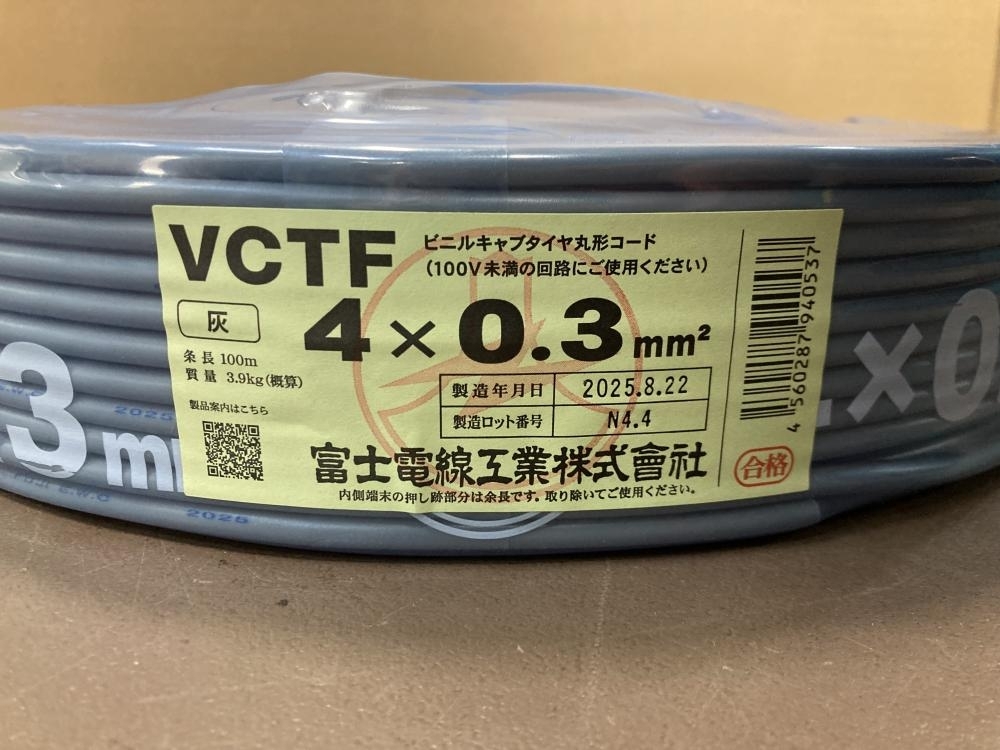 VCTF
ビニルキャブタイヤ丸形コード
(100V未満の回路にご使用ください)
灰
4×0.3mm²
条長 100m
質量 3.9kg(概算)
製造年月日 2025.8.22
製造ロット番号 N4.4
製品案内はこちら
富士電線工業株式會社
合格
内側端末の押し跡部分は余長です。取り除いてご使用ください。
4560287940537
3 m
×0
2025
FUJI E.W.C
2025